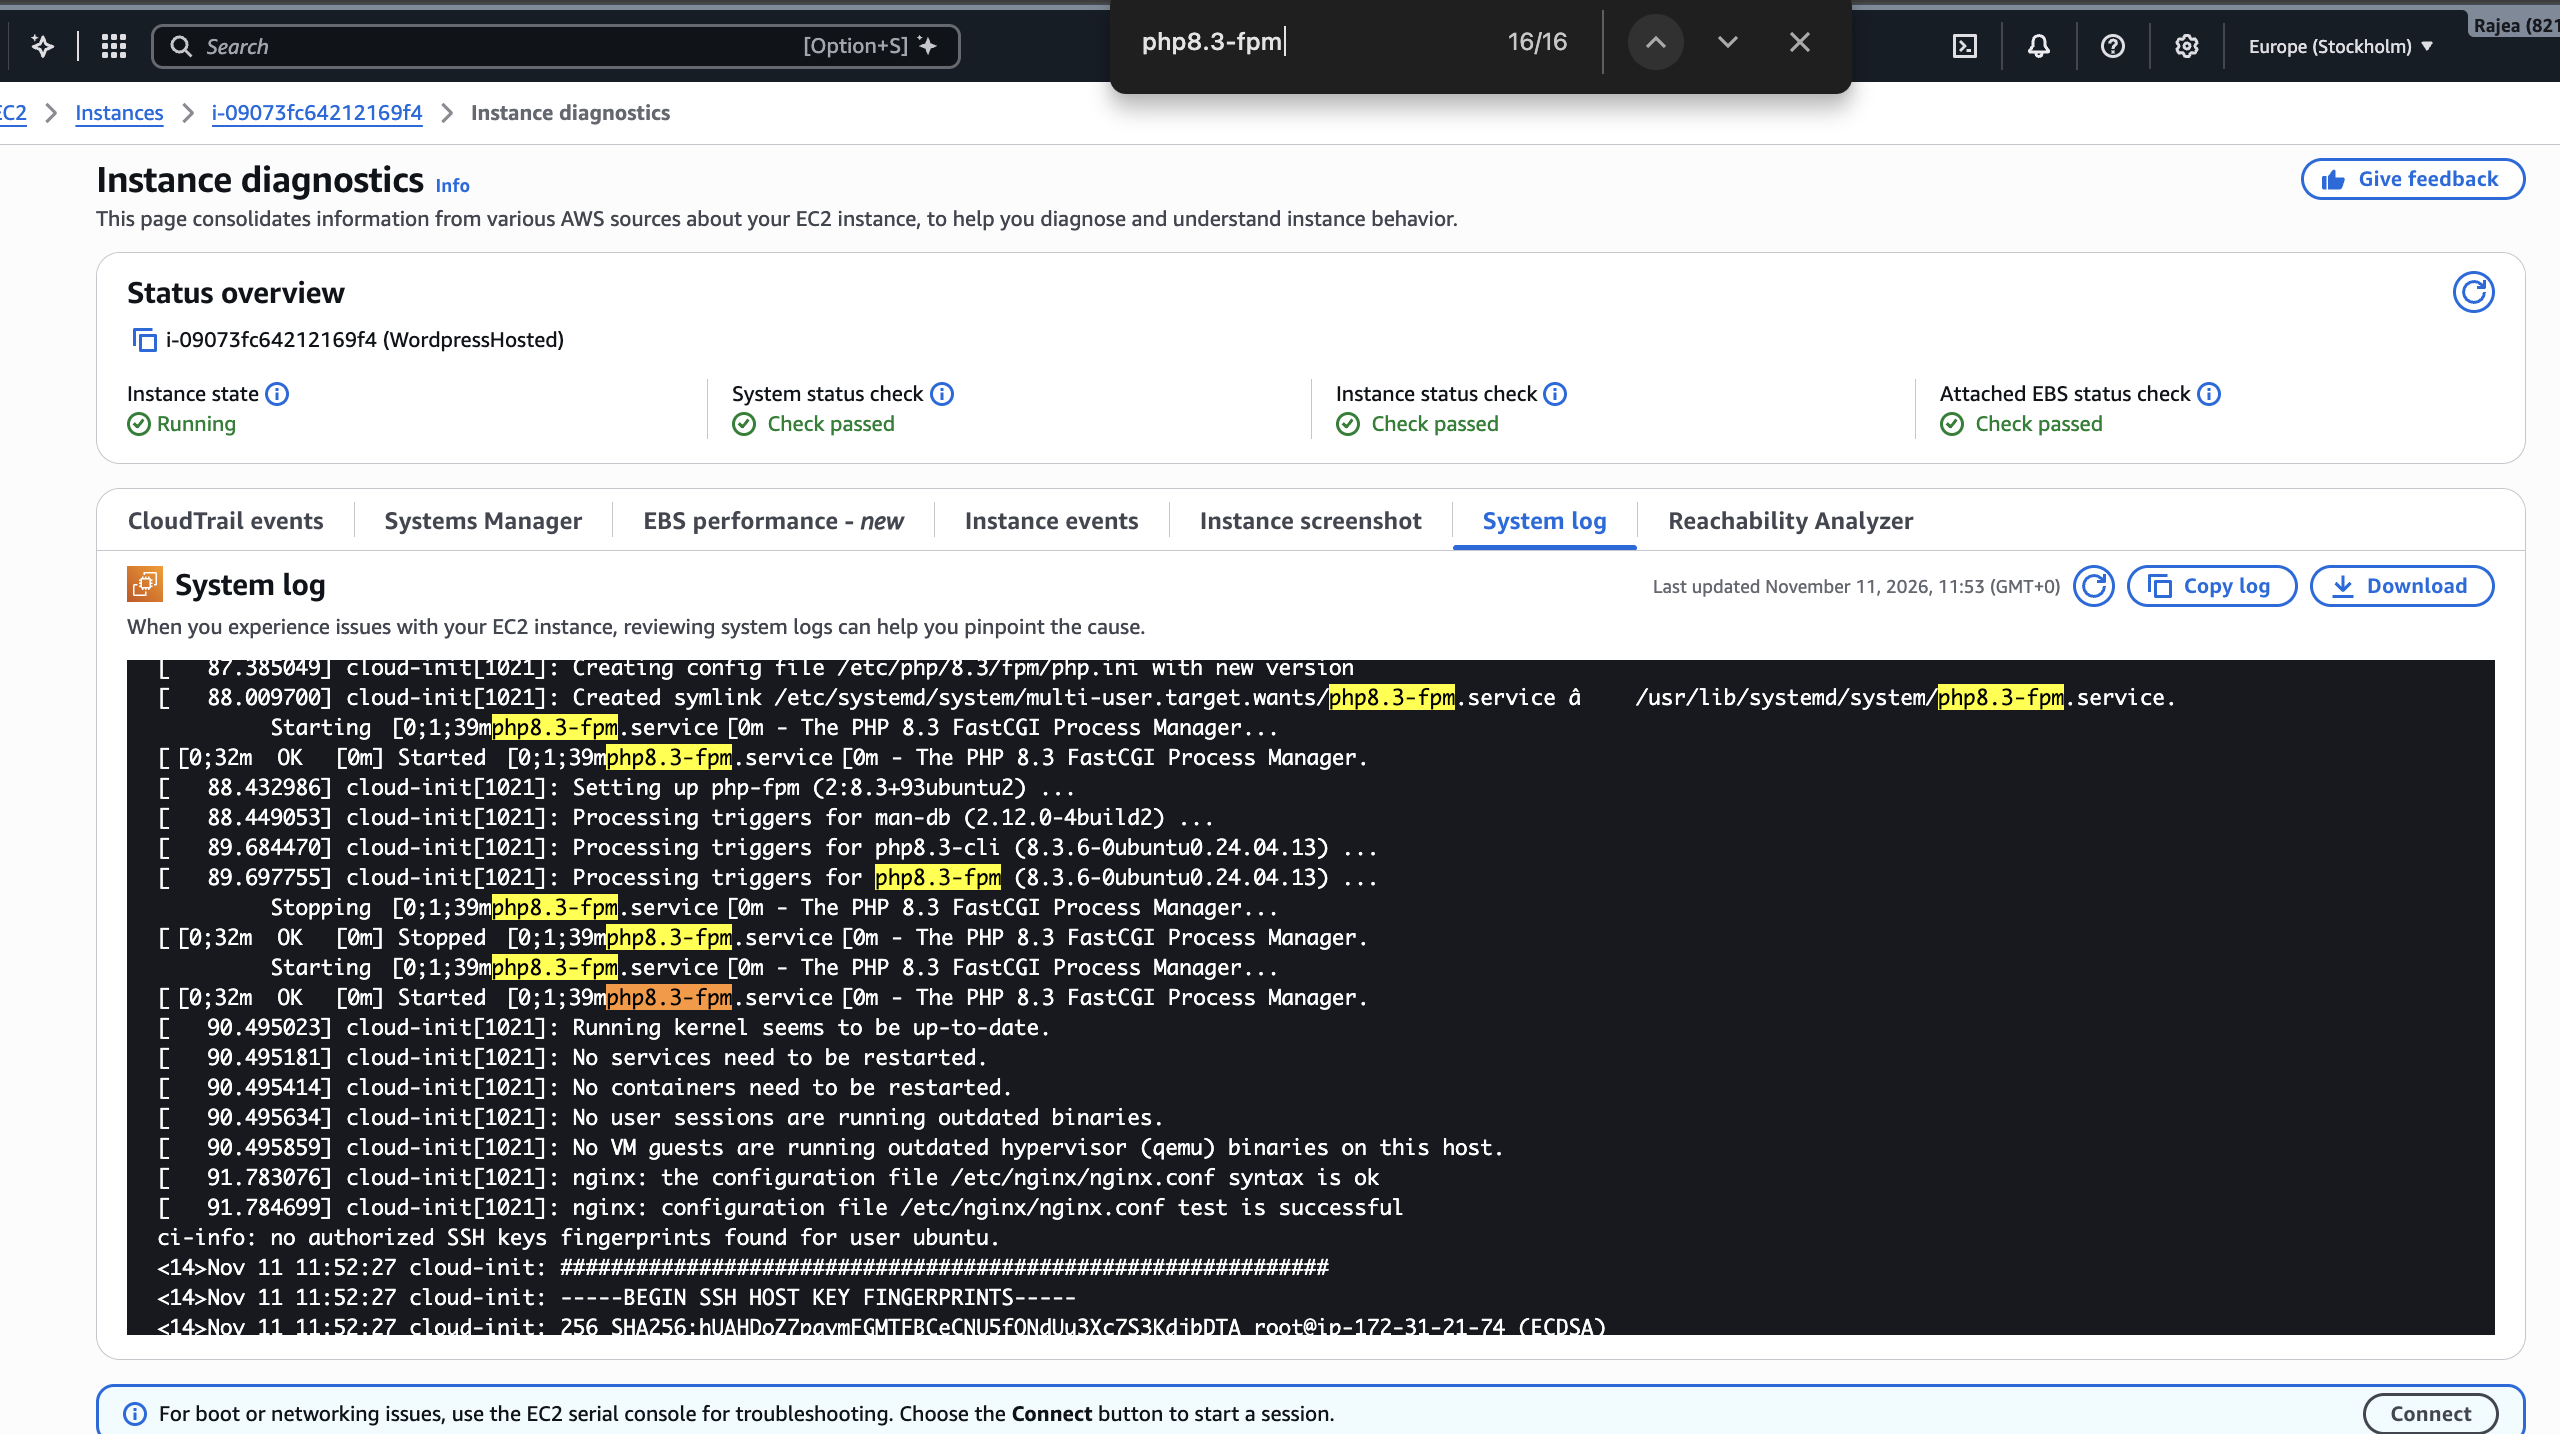 Search [Option+S]
php8.3-fpm 16/16
Europe (Stockholm) ▼
Rajea (821
EC2 > Instances > i-09073fc64212169f4 > Instance diagnostics
Instance diagnostics Info
Give feedback
This page consolidates information from various AWS sources about your EC2 instance, to help you diagnose and understand instance behavior.
Status overview
i-09073fc64212169f4 (WordpressHosted)
Instance state System status check Instance status check Attached EBS status check
Running Check passed Check passed Check passed
CloudTrail events Systems Manager EBS performance - new Instance events Instance screenshot System log Reachability Analyzer
System log
Last updated November 11, 2026, 11:53 (GMT+0) Copy log Download
When you experience issues with your EC2 instance, reviewing system logs can help you pinpoint the cause.
[   87.385049] cloud-init[1021]: Creating config file /etc/php/8.3/fpm/php.ini with new version
[   88.009700] cloud-init[1021]: Created symlink /etc/systemd/system/multi-user.target.wants/php8.3-fpm.service â    /usr/lib/systemd/system/php8.3-fpm.service.
         Starting [0;1;39mphp8.3-fpm.service[0m - The PHP 8.3 FastCGI Process Manager...
[[0;32m  OK  [0m] Started [0;1;39mphp8.3-fpm.service[0m - The PHP 8.3 FastCGI Process Manager.
[   88.432986] cloud-init[1021]: Setting up php-fpm (2:8.3+93ubuntu2) ...
[   88.449053] cloud-init[1021]: Processing triggers for man-db (2.12.0-4build2) ...
[   89.684470] cloud-init[1021]: Processing triggers for php8.3-cli (8.3.6-0ubuntu0.24.04.13) ...
[   89.697755] cloud-init[1021]: Processing triggers for php8.3-fpm (8.3.6-0ubuntu0.24.04.13) ...
         Stopping [0;1;39mphp8.3-fpm.service[0m - The PHP 8.3 FastCGI Process Manager...
[[0;32m  OK  [0m] Stopped [0;1;39mphp8.3-fpm.service[0m - The PHP 8.3 FastCGI Process Manager.
         Starting [0;1;39mphp8.3-fpm.service[0m - The PHP 8.3 FastCGI Process Manager...
[[0;32m  OK  [0m] Started [0;1;39mphp8.3-fpm.service[0m - The PHP 8.3 FastCGI Process Manager.
[   90.495023] cloud-init[1021]: Running kernel seems to be up-to-date.
[   90.495181] cloud-init[1021]: No services need to be restarted.
[   90.495414] cloud-init[1021]: No containers need to be restarted.
[   90.495634] cloud-init[1021]: No user sessions are running outdated binaries.
[   90.495859] cloud-init[1021]: No VM guests are running outdated hypervisor (qemu) binaries on this host.
[   91.783076] cloud-init[1021]: nginx: the configuration file /etc/nginx/nginx.conf syntax is ok
[   91.784699] cloud-init[1021]: nginx: configuration file /etc/nginx/nginx.conf test is successful
ci-info: no authorized SSH keys fingerprints found for user ubuntu.
<14>Nov 11 11:52:27 cloud-init: #############################################################
<14>Nov 11 11:52:27 cloud-init: -----BEGIN SSH HOST KEY FINGERPRINTS-----
<14>Nov 11 11:52:27 cloud-init: 256 root@ip-172-31-21-74 (ECDSA)
For boot or networking issues, use the EC2 serial console for troubleshooting. Choose the Connect button to start a session.
Connect